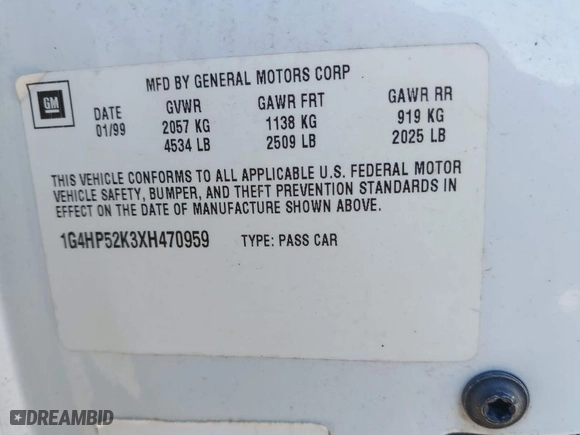 MFD BY GENERAL MOTORS CORP
GM
DATE GVWR GAWR FRT GAWR RR
01/99 2057 KG 1138 KG 919 KG
4534 LB 2509 LB 2025 LB
THIS VEHICLE CONFORMS TO ALL APPLICABLE U.S. FEDERAL MOTOR
VEHICLE SAFETY, BUMPER, AND THEFT PREVENTION STANDARDS IN
EFFECT ON THE DATE OF MANUFACTURE SHOWN ABOVE.
1G4HP52K3XH470959 TYPE: PASS CAR
DREAMBID